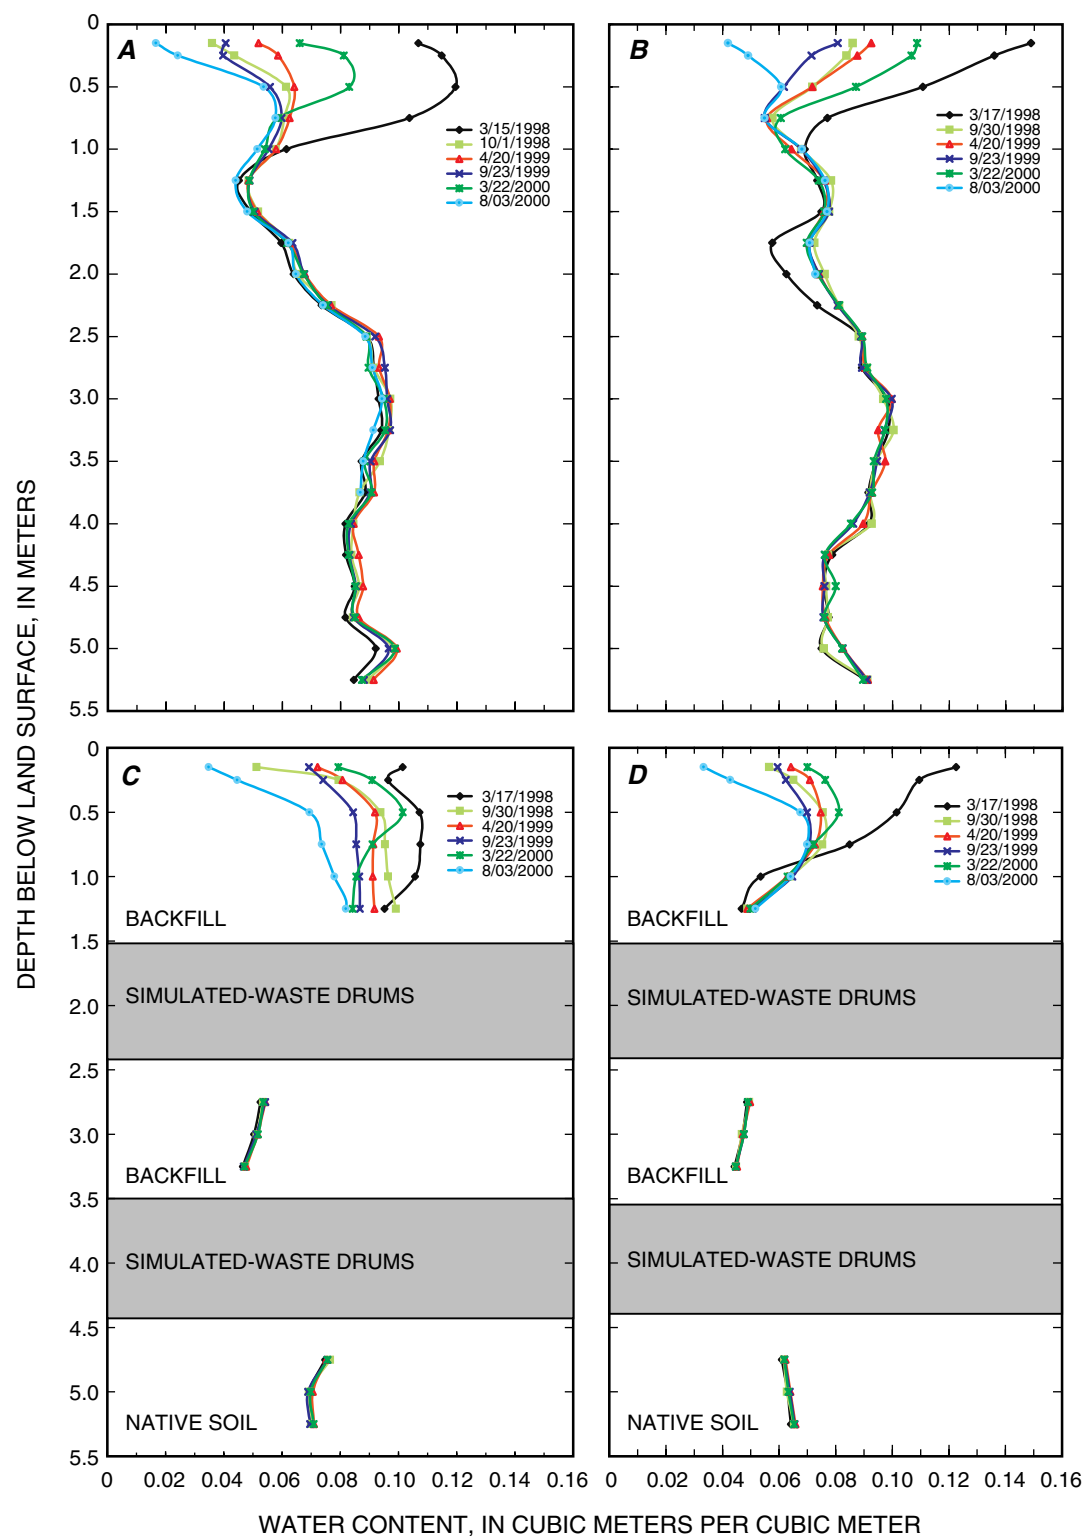 0
0.5
1.0
1.5
2.0
2.5
3.0
3.5
4.0
4.5
5.0
5.5
A
3/15/1998
10/1/1998
4/20/1999
9/23/1999
3/22/2000
8/03/2000
B
3/17/1998
9/30/1998
4/20/1999
9/23/1999
3/22/2000
8/03/2000
DEPTH BELOW LAND SURFACE, IN METERS
0
0.5
1.0
1.5
2.0
2.5
3.0
3.5
4.0
4.5
5.0
5.5
C
3/17/1998
9/30/1998
4/20/1999
9/23/1999
3/22/2000
8/03/2000
BACKFILL
SIMULATED-WASTE DRUMS
BACKFILL
SIMULATED-WASTE DRUMS
NATIVE SOIL
D
3/17/1998
9/30/1998
4/20/1999
9/23/1999
3/22/2000
8/03/2000
BACKFILL
SIMULATED-WASTE DRUMS
BACKFILL
SIMULATED-WASTE DRUMS
NATIVE SOIL
0 0.02 0.04 0.06 0.08 0.10 0.12 0.14 0.16
0 0.02 0.04 0.06 0.08 0.10 0.12 0.14 0.16
WATER CONTENT, IN CUBIC METERS PER CUBIC METER